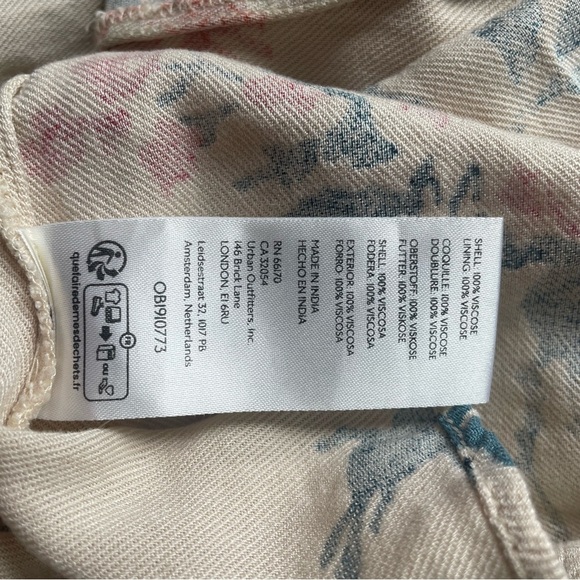 SHELL: 100% VISCOSE
LINING: 100% VISCOSE
COQUILLE: 100% VISCOSE
DOUBLURE: 100% VISCOSE
OBERSTOFF: 100% VISKOSE
FUTTER: 100% VISKOSE
SHELL: 100% VISCOSA
FODERA: 100% VISCOSA
EXTERIOR: 100% VISCOSA
FORRO: 100% VISCOSA
MADE IN INDIA
HECHO EN INDIA
RN 66170
CA 32054
Urban Outfitters, Inc.
146 Brick Lane
LONDON, E1 6RU
Leidsestraat 32, 1017 PB
Amsterdam, Netherlands
OB1910773
FR
OU
quefairedemesdechets.fr